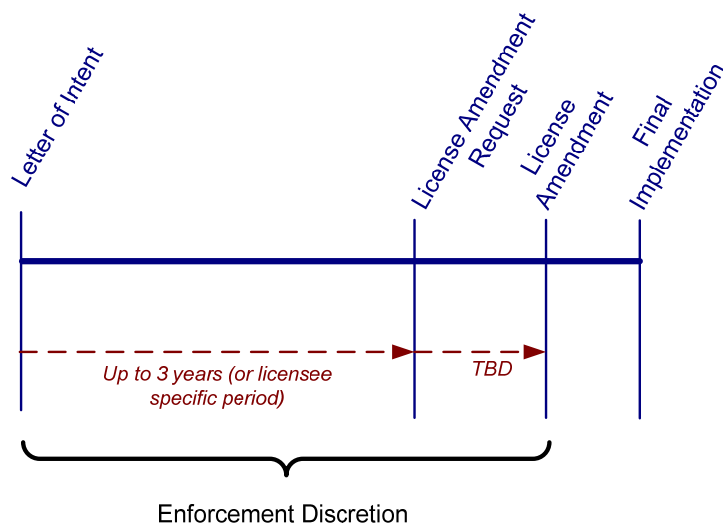 Letter of Intent
License Amendment
Request
License
Amendment
Final
Implementation
Up to 3 years (or licensee
specific period)
TBD
Enforcement Discretion